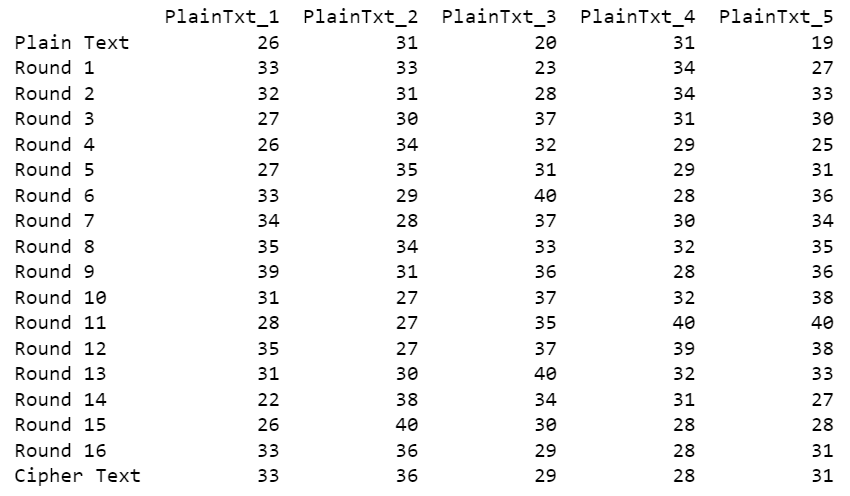 PlainTxt_1 PlainTxt_2 PlainTxt_3 PlainTxt_4 PlainTxt_5
Plain Text 26 31 20 31 19
Round 1 33 33 23 34 27
Round 2 32 31 28 34 33
Round 3 27 30 37 31 30
Round 4 26 34 32 29 25
Round 5 27 35 31 29 31
Round 6 33 29 40 28 36
Round 7 34 28 37 30 34
Round 8 35 34 33 32 35
Round 9 39 31 36 28 36
Round 10 31 27 37 32 38
Round 11 28 27 35 40 40
Round 12 35 27 37 39 38
Round 13 31 30 40 32 33
Round 14 22 38 34 31 27
Round 15 26 40 30 28 28
Round 16 33 36 29 28 31
Cipher Text 33 36 29 28 31